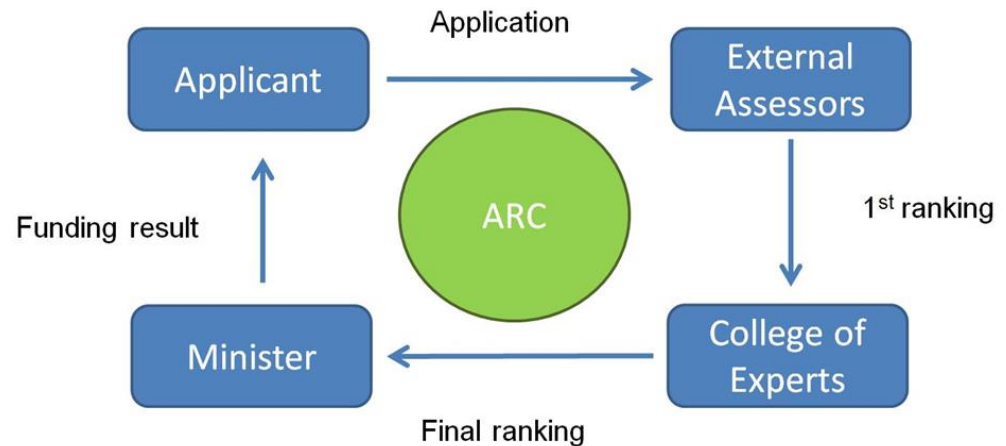 Application
Applicant
External
Assessors
ARC
1st ranking
Funding result
Minister
College of
Experts
Final ranking